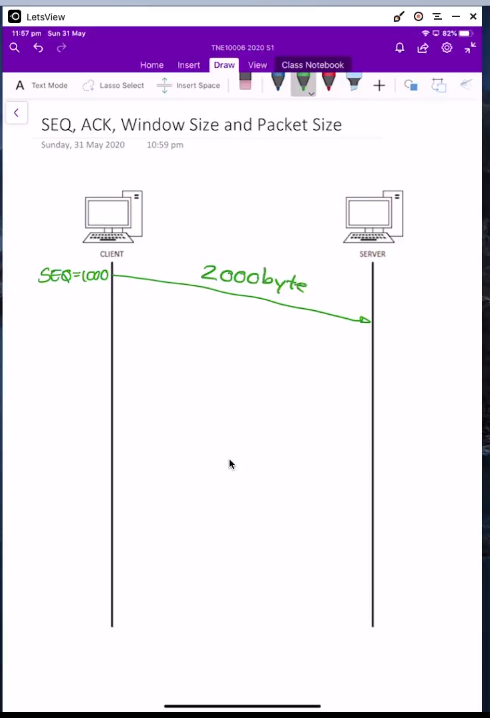 LetsView
11:57 pm Sun 31 May
82%
TNE10006 2020 S1
Home Insert Draw View Class Notebook
A Text Mode Lasso Select Insert Space
SEQ, ACK, Window Size and Packet Size
Sunday, 31 May 2020 10:59 pm
CLIENT SERVER
SEQ=1000 2000byte